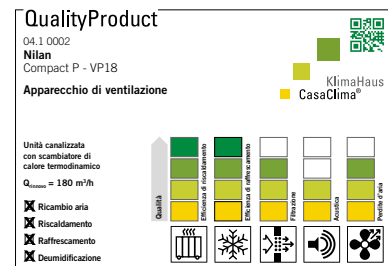 QualityProduct
04.1 0002
Nilan
Compact P - VP18
Apparecchio di ventilazione
KlimaHaus
CasaClima®
Unità canalizzata
con scambiatore di
calore termodinamico
Qrinnovo = 180 m³/h
X Ricambio aria
X Riscaldamento
X Raffrescamento
X Deumidificazione
Qualità
Efficienza di riscaldamento
Efficienza di raffrescamento
Filtrazione
Acustica
Perdite d'aria